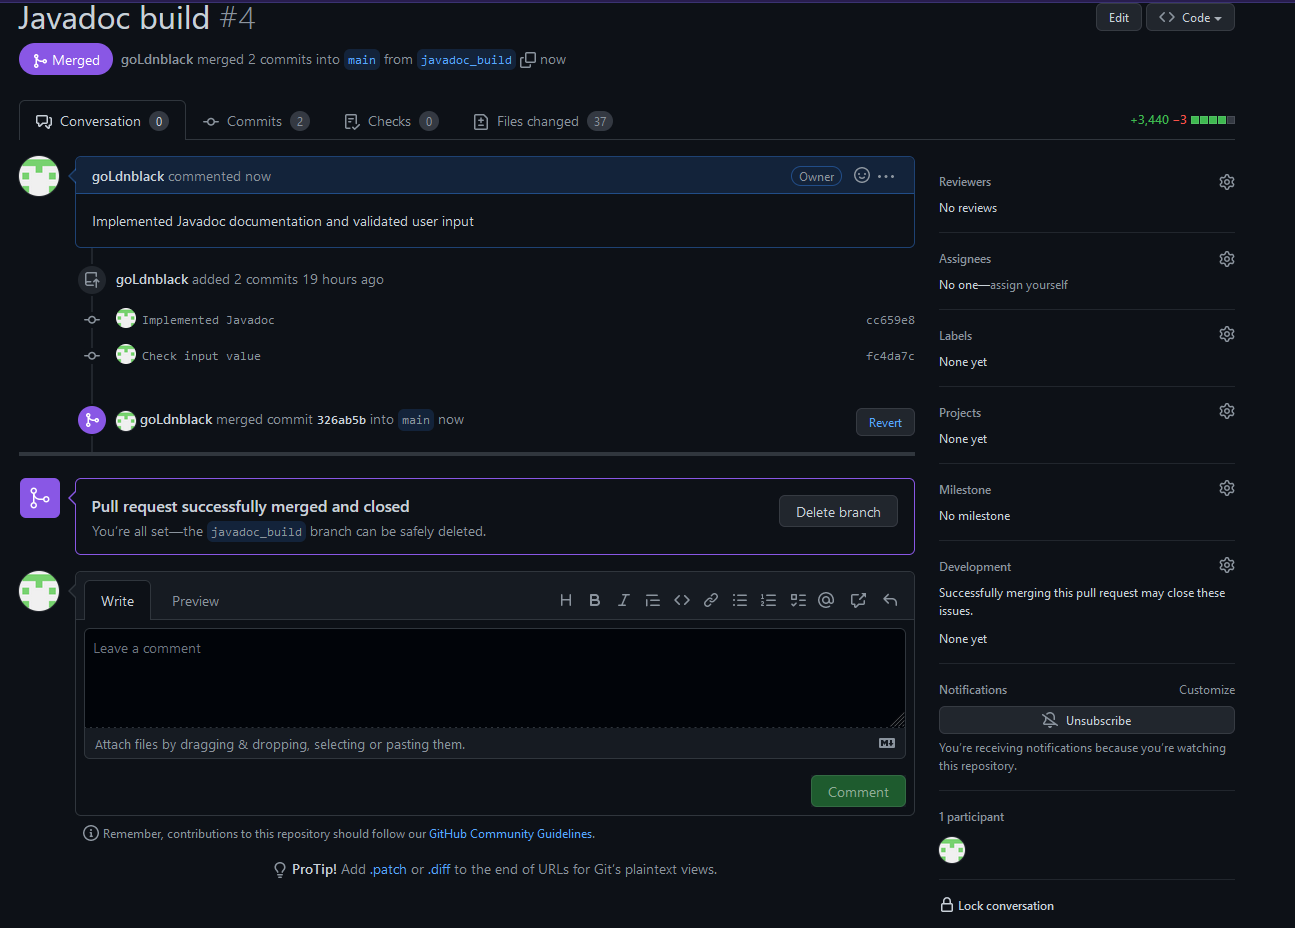 Javadoc build #4
Edit
<> Code
Merged
goLdnblack merged 2 commits into main from javadoc_build now
Conversation 0
Commits 2
Checks 0
Files changed 37
+3,440 −3
goLdnblack commented now
Owner
Implemented Javadoc documentation and validated user input
goLdnblack added 2 commits 19 hours ago
Implemented Javadoc
cc659e8
Check input value
fc4da7c
goLdnblack merged commit 326ab5b into main now
Revert
Pull request successfully merged and closed
You're all set—the javadoc_build branch can be safely deleted.
Delete branch
Write
Preview
H B I
Leave a comment
Attach files by dragging & dropping, selecting or pasting them.
Comment
Remember, contributions to this repository should follow our GitHub Community Guidelines.
ProTip! Add .patch or .diff to the end of URLs for Git's plaintext views.
Reviewers
No reviews
Assignees
No one—assign yourself
Labels
None yet
Projects
None yet
Milestone
No milestone
Development
Successfully merging this pull request may close these
issues.
None yet
Notifications
Customize
Unsubscribe
You're receiving notifications because you're watching
this repository.
1 participant
Lock conversation